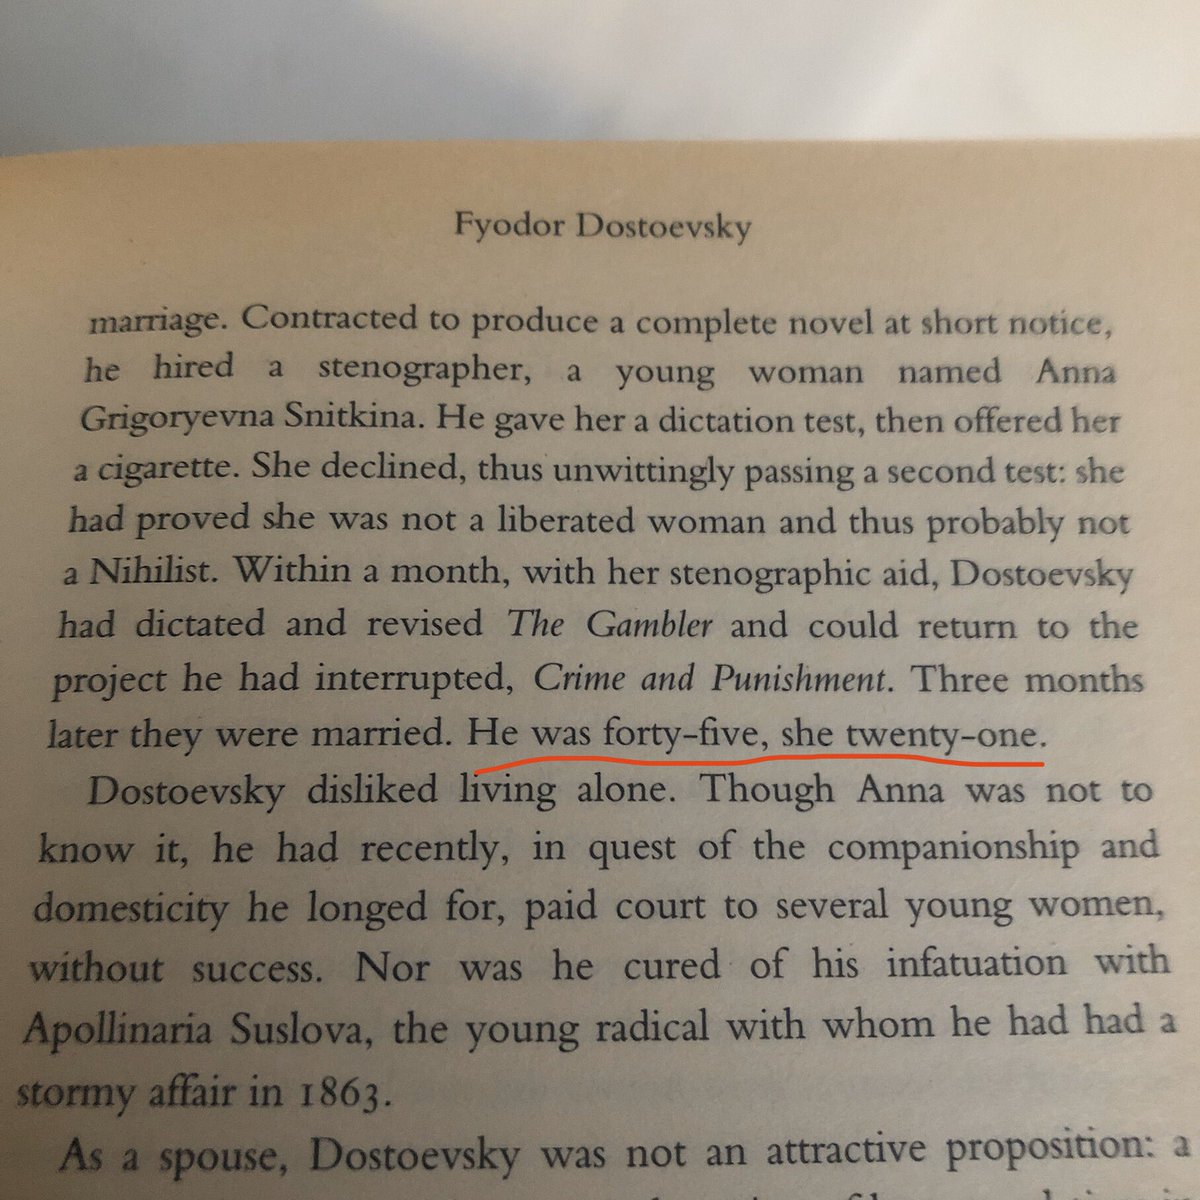 Fyodor Dostoevsky
marriage. Contracted to produce a complete novel at short notice,
he hired a stenographer, a young woman named Anna
Grigoryevna Snitkina. He gave her a dictation test, then offered her
a cigarette. She declined, thus unwittingly passing a second test: she
had proved she was not a liberated woman and thus probably not
a Nihilist. Within a month, with her stenographic aid, Dostoevsky
had dictated and revised The Gambler and could return to the
project he had interrupted, Crime and Punishment. Three months
later they were married. He was forty-five, she twenty-one.
Dostoevsky disliked living alone. Though Anna was not to
know it, he had recently, in quest of the companionship and
domesticity he longed for, paid court to several young women,
without success. Nor was he cured of his infatuation with
Apollinaria Suslova, the young radical with whom he had had a
stormy affair in 1863.
As a spouse, Dostoevsky was not an attractive proposition: a